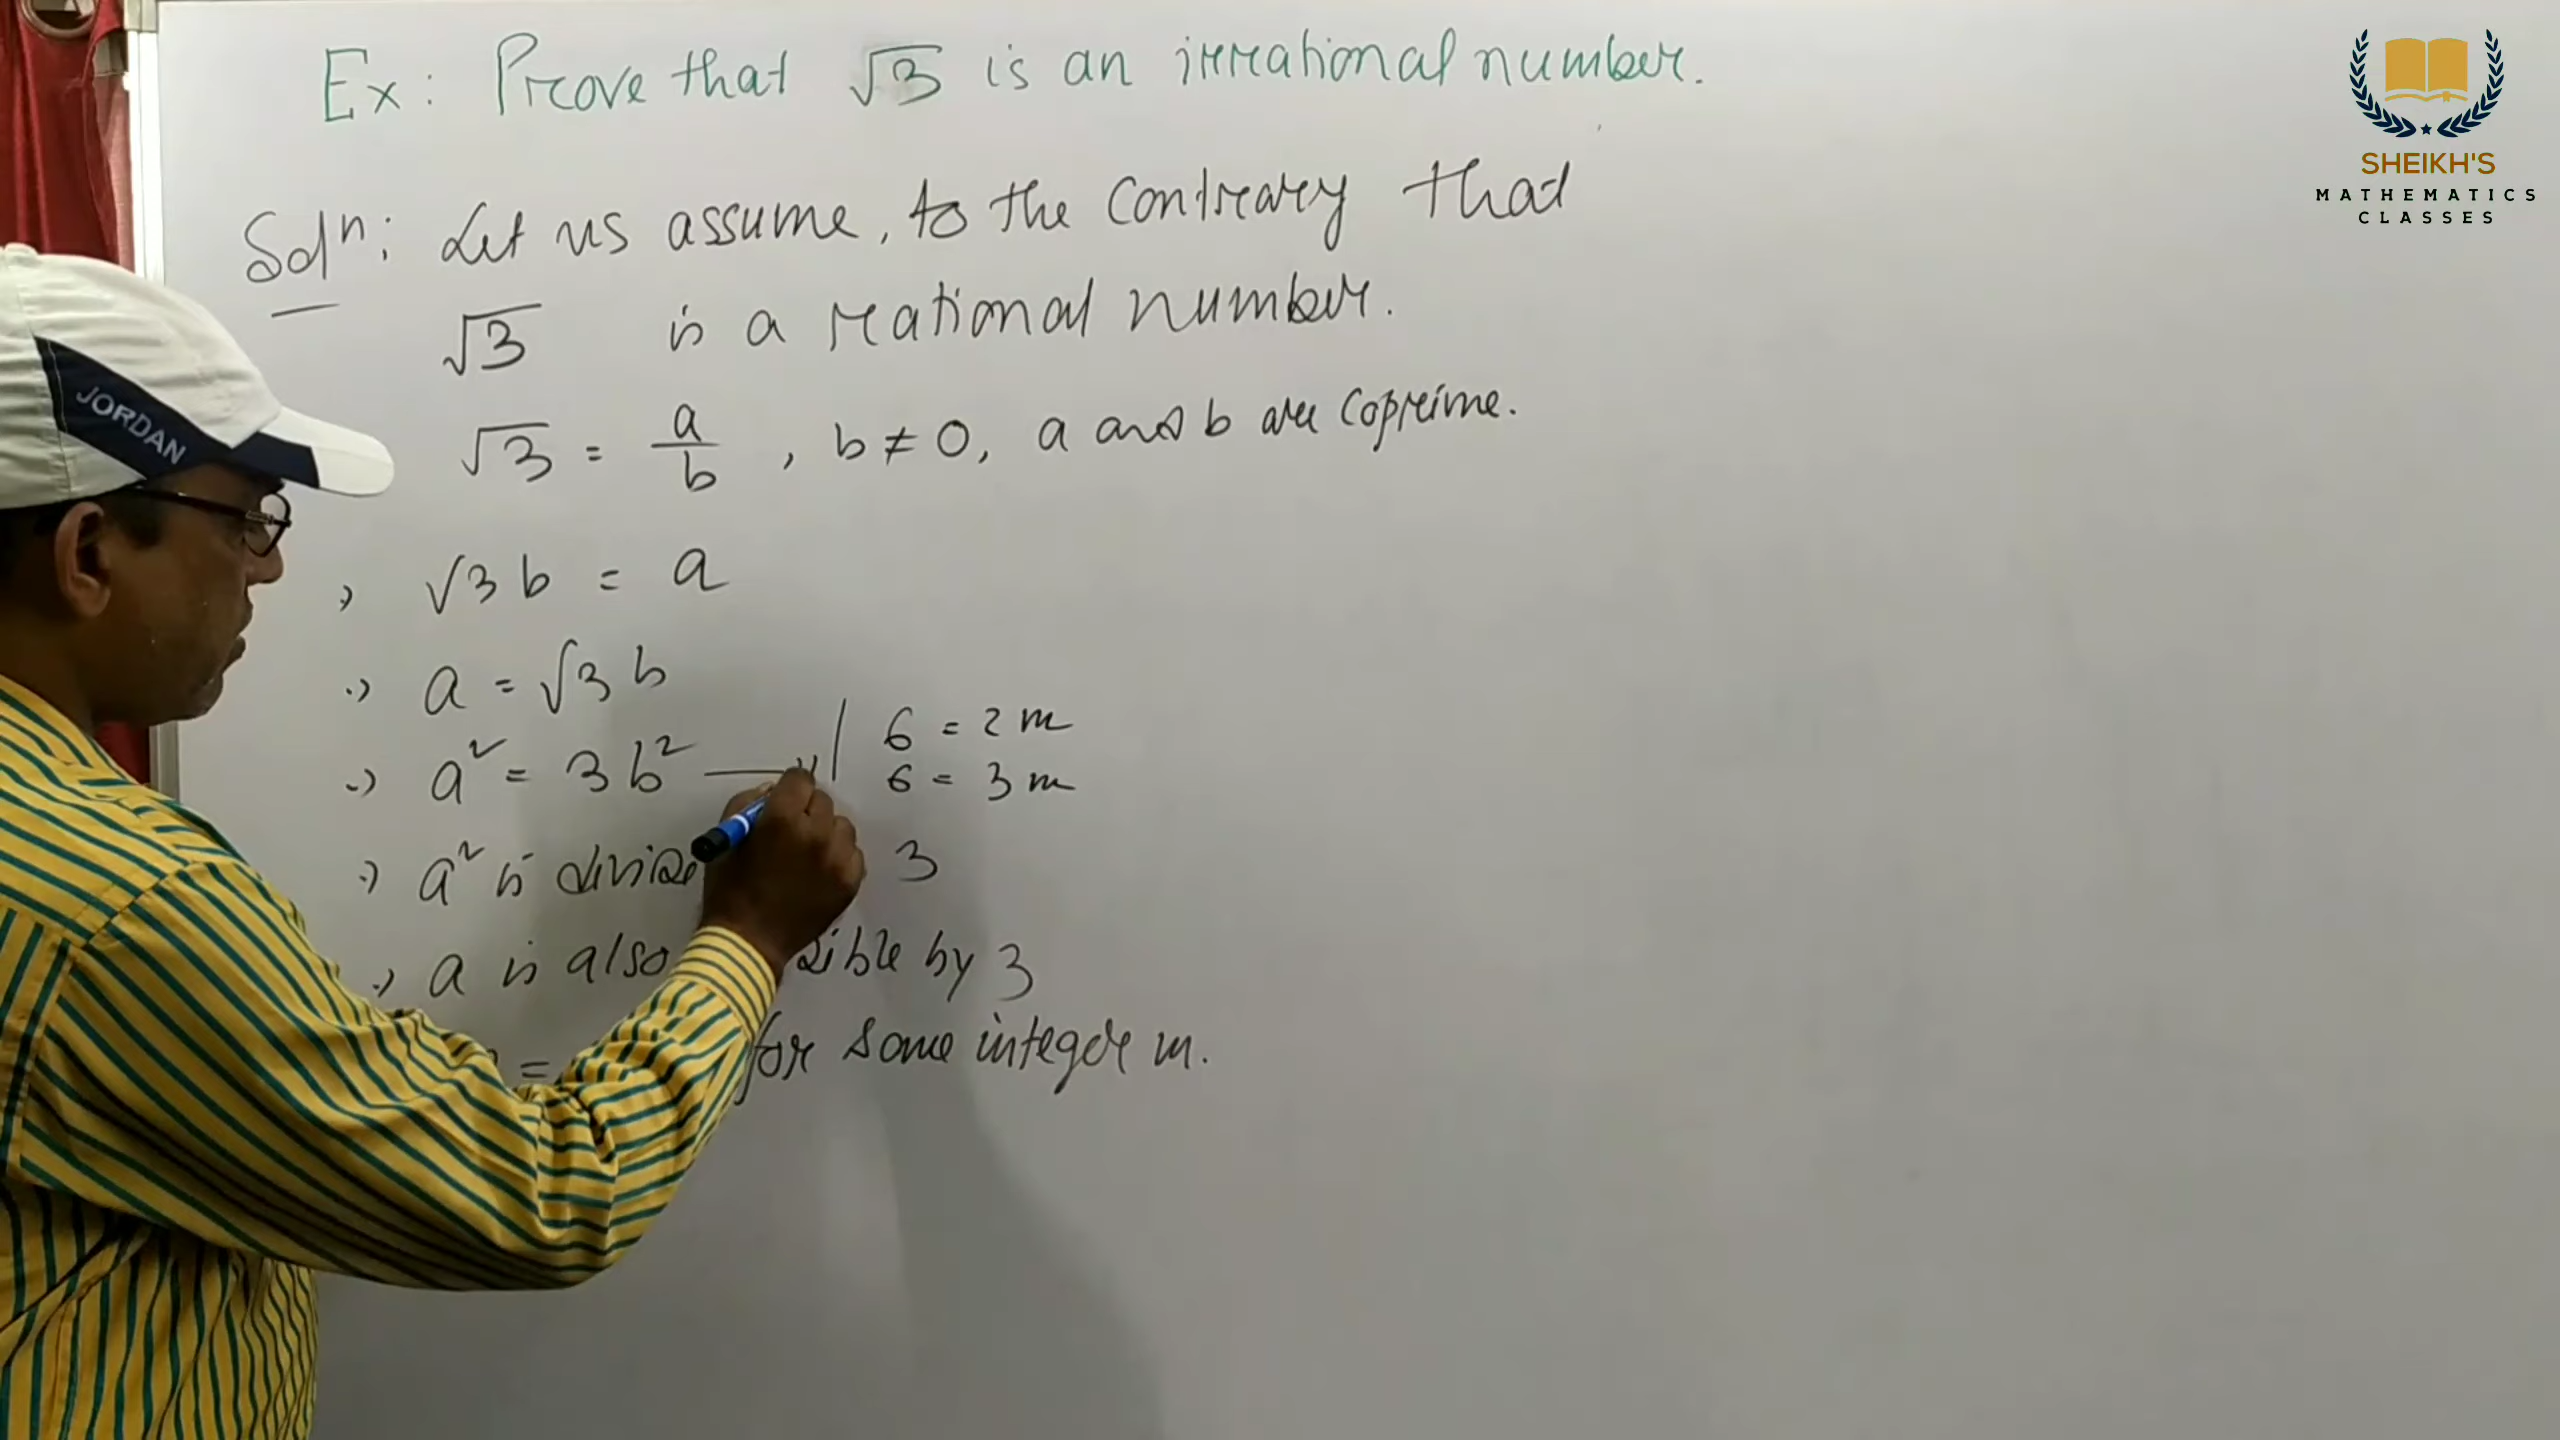 Ex: Prove that √3 is an irrational number.
Solⁿ: Let us assume, to the contrary that
√3 is a rational number.
√3 = a/b, b ≠ 0, a and b are coprime.
⇒ √3 b = a
⇒ a = √3 b
⇒ a² = 3b²
6 = 2m
6 = 3m
⇒ a² is 3
⇒ a is also by 3
= for some integer m.
JORDAN
SHEIKH'S
MATHEMATICS
CLASSES